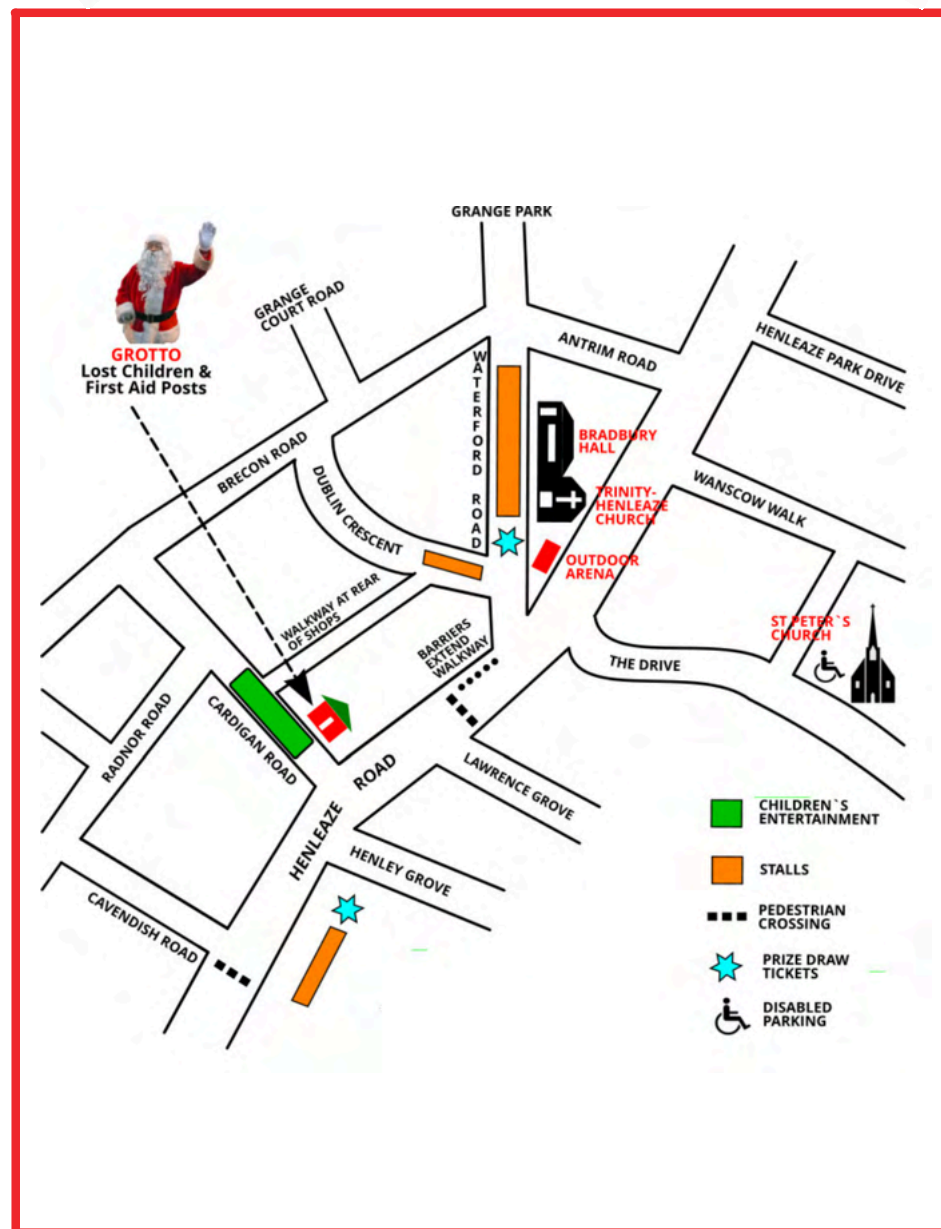 GRANGE PARK
GRANGE
COURT ROAD
GROTTO
Lost Children &
First Aid Posts
ANTRIM ROAD
HENLEAZE PARK DRIVE
WATERFORD ROAD
BRADBURY
HALL
BRECON ROAD
DUBLIN CRESCENT
TRINITY-
HENLEAZE
CHURCH
WANSCOW WALK
OUTDOOR
ARENA
WALKWAY AT REAR
OF SHOPS
BARRIERS
EXTEND
WALKWAY
ST PETER`S
CHURCH
THE DRIVE
RADNOR ROAD
CARDIGAN ROAD
HENLEAZE ROAD
LAWRENCE GROVE
HENLEY GROVE
CAVENDISH ROAD
CHILDREN`S
ENTERTAINMENT
STALLS
PEDESTRIAN
CROSSING
PRIZE DRAW
TICKETS
DISABLED
PARKING